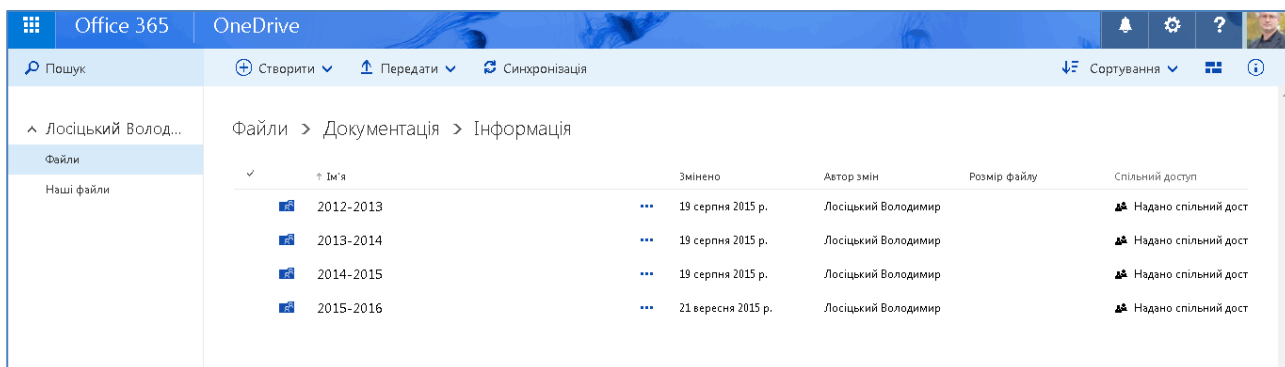 Office 365 OneDrive ?
Пошук Створити Передати Синхронізація Сортування
Лосіцький Волод... Файли > Документація > Інформація
Файли
Наші файли
Ім'я Змінено Автор змін Розмір файлу Спільний доступ
2012-2013 ... 19 серпня 2015 р. Лосіцький Володимир Надано спільний дост
2013-2014 ... 19 серпня 2015 р. Лосіцький Володимир Надано спільний дост
2014-2015 ... 19 серпня 2015 р. Лосіцький Володимир Надано спільний дост
2015-2016 ... 21 вересня 2015 р. Лосіцький Володимир Надано спільний дост